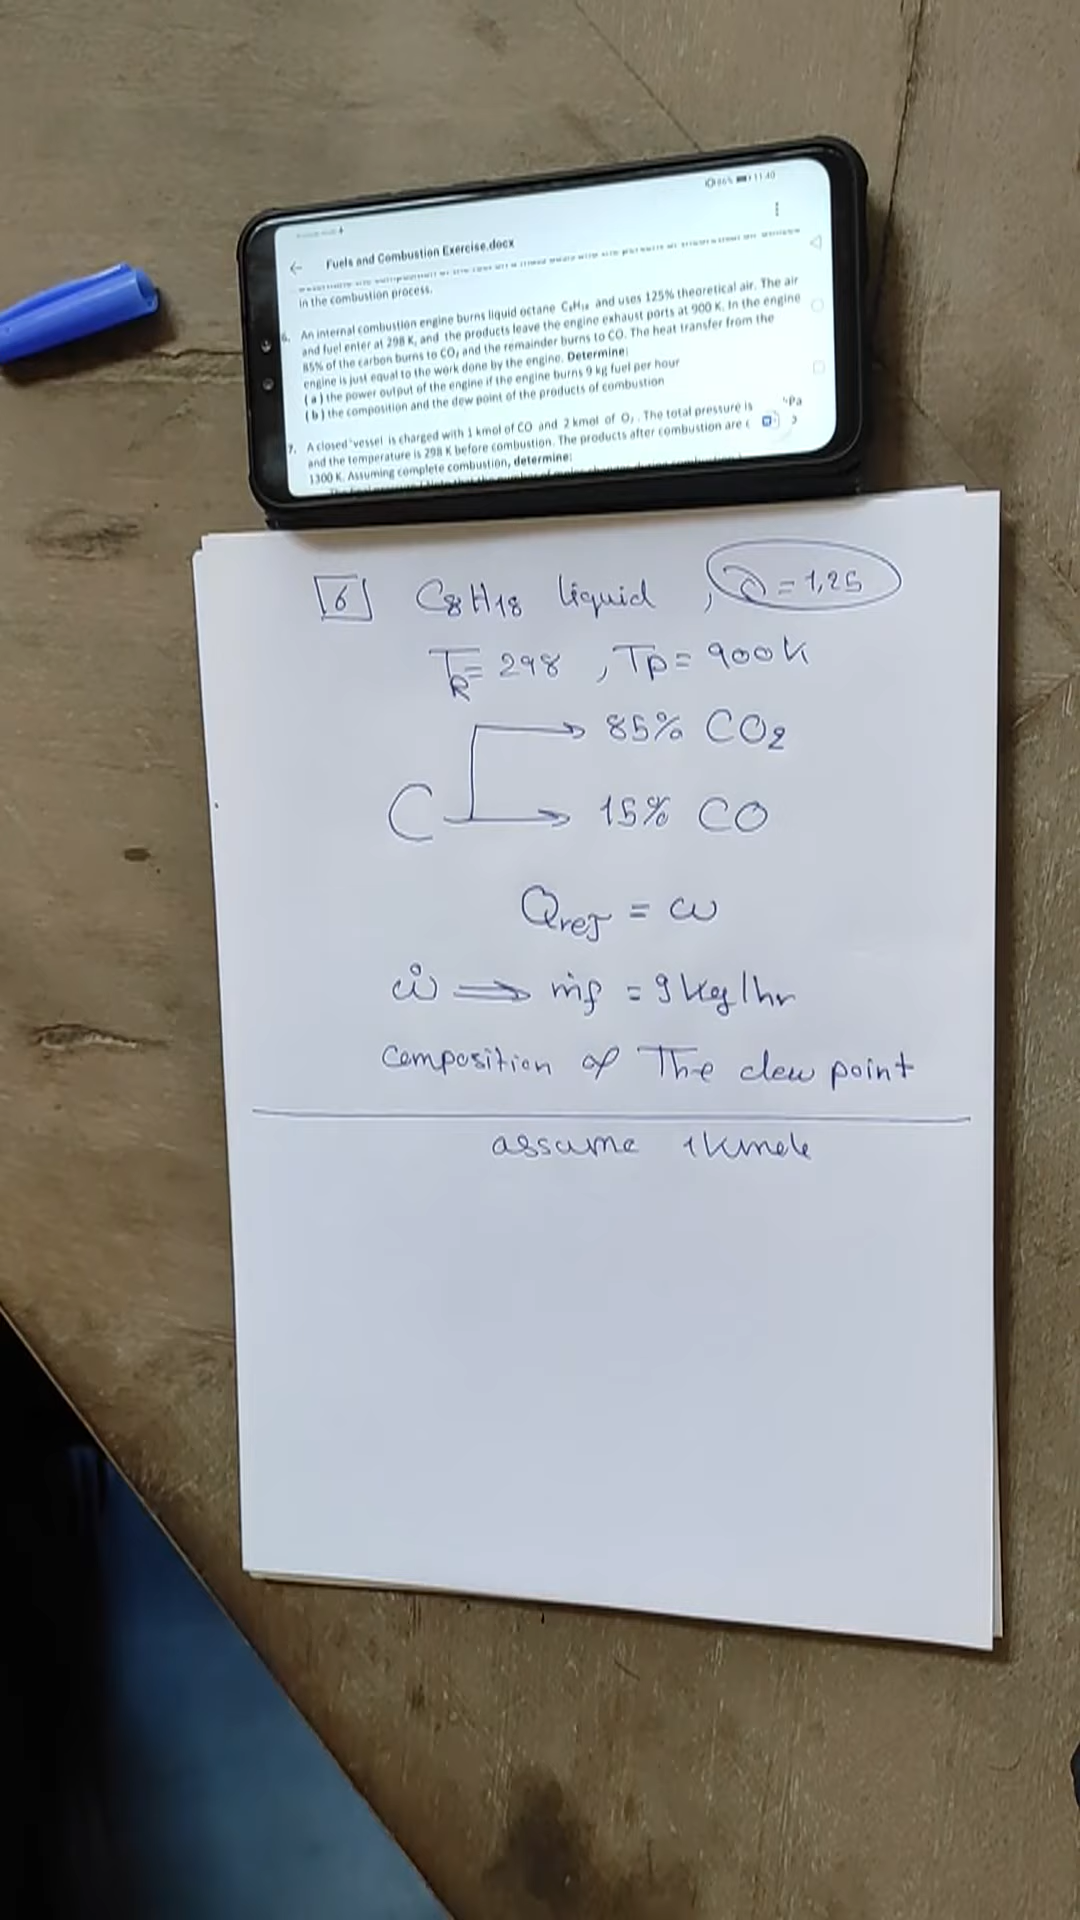 11:40
Fuels and Combustion Exercise.docx
in the combustion process.
6. An internal combustion engine burns liquid octane C₈H₁₈ and uses 125% theoretical air. The air
and fuel enter at 298 K, and the products leave the engine exhaust ports at 900 K. In the engine
85% of the carbon burns to CO₂ and the remainder burns to CO. The heat transfer from the
engine is just equal to the work done by the engine. Determine:
(a) the power output of the engine if the engine burns 9 kg fuel per hour
(b) the composition and the dew point of the products of combustion
7. A closed vessel is charged with 1 kmol of CO and 2 kmol of O₂. The total pressure is
and the temperature is 298 K before combustion. The products after combustion are
1300 K. Assuming complete combustion, determine:
6 C8H18 liquid , = 1,25
TR = 298 , TP = 900 K
85% CO2
C
15% CO
Qrej = w
ẇ ⇒ ṁf = 9 kg/hr
Composition of The dew point
assume 1 kmole